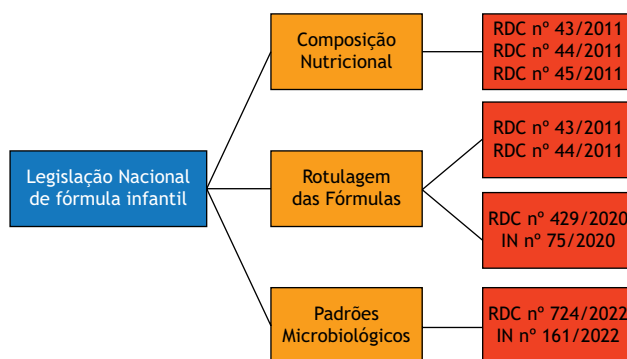 Legislação Nacional
de fórmula infantil
Composição
Nutricional
RDC nº 43/2011
RDC nº 44/2011
RDC nº 45/2011
Rotulagem
das Fórmulas
RDC nº 43/2011
RDC nº 44/2011
RDC nº 429/2020
IN nº 75/2020
Padrões
Microbiológicos
RDC nº 724/2022
IN nº 161/2022